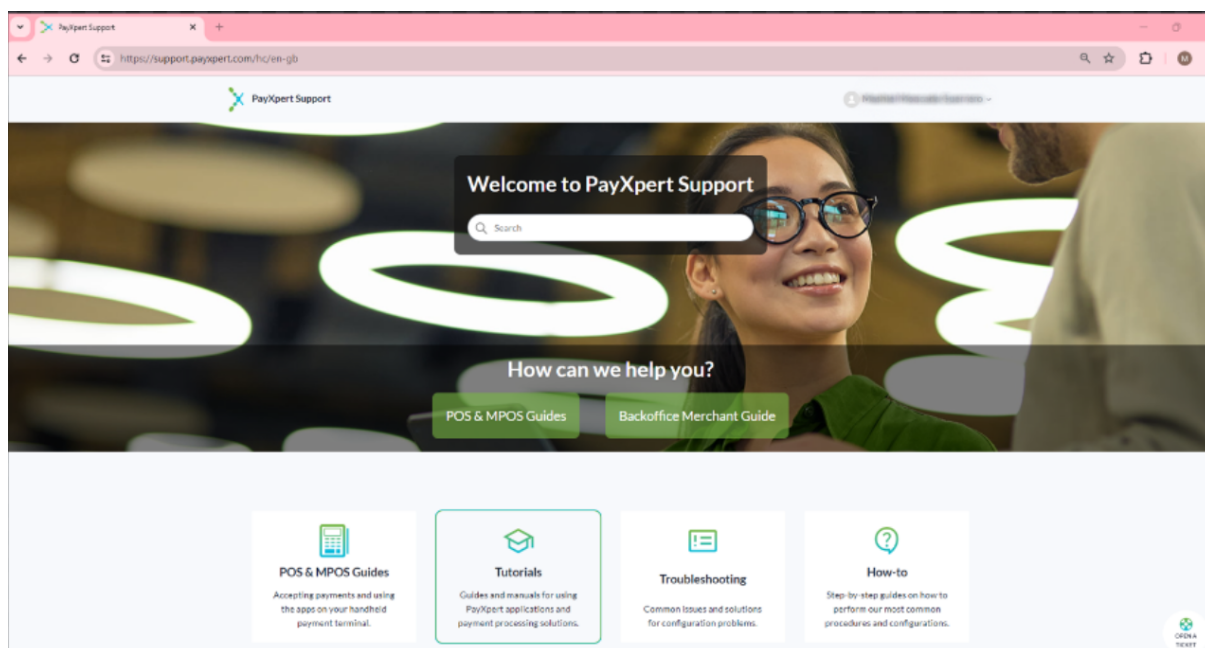 PayXpert Support
https://support.payxpert.com/hc/en-gb
M
PayXpert Support
Welcome to PayXpert Support
Search
How can we help you?
POS & MPOS Guides
Backoffice Merchant Guide
POS & MPOS Guides
Accepting payments and using
the apps on your handheld
payment terminal.
Tutorials
Guides and manuals for using
PayXpert applications and
payment processing solutions.
Troubleshooting
Common issues and solutions
for configuration problems.
How-to
Step-by-step guides on how to
perform our most common
procedures and configurations.
OPEN A
TICKET